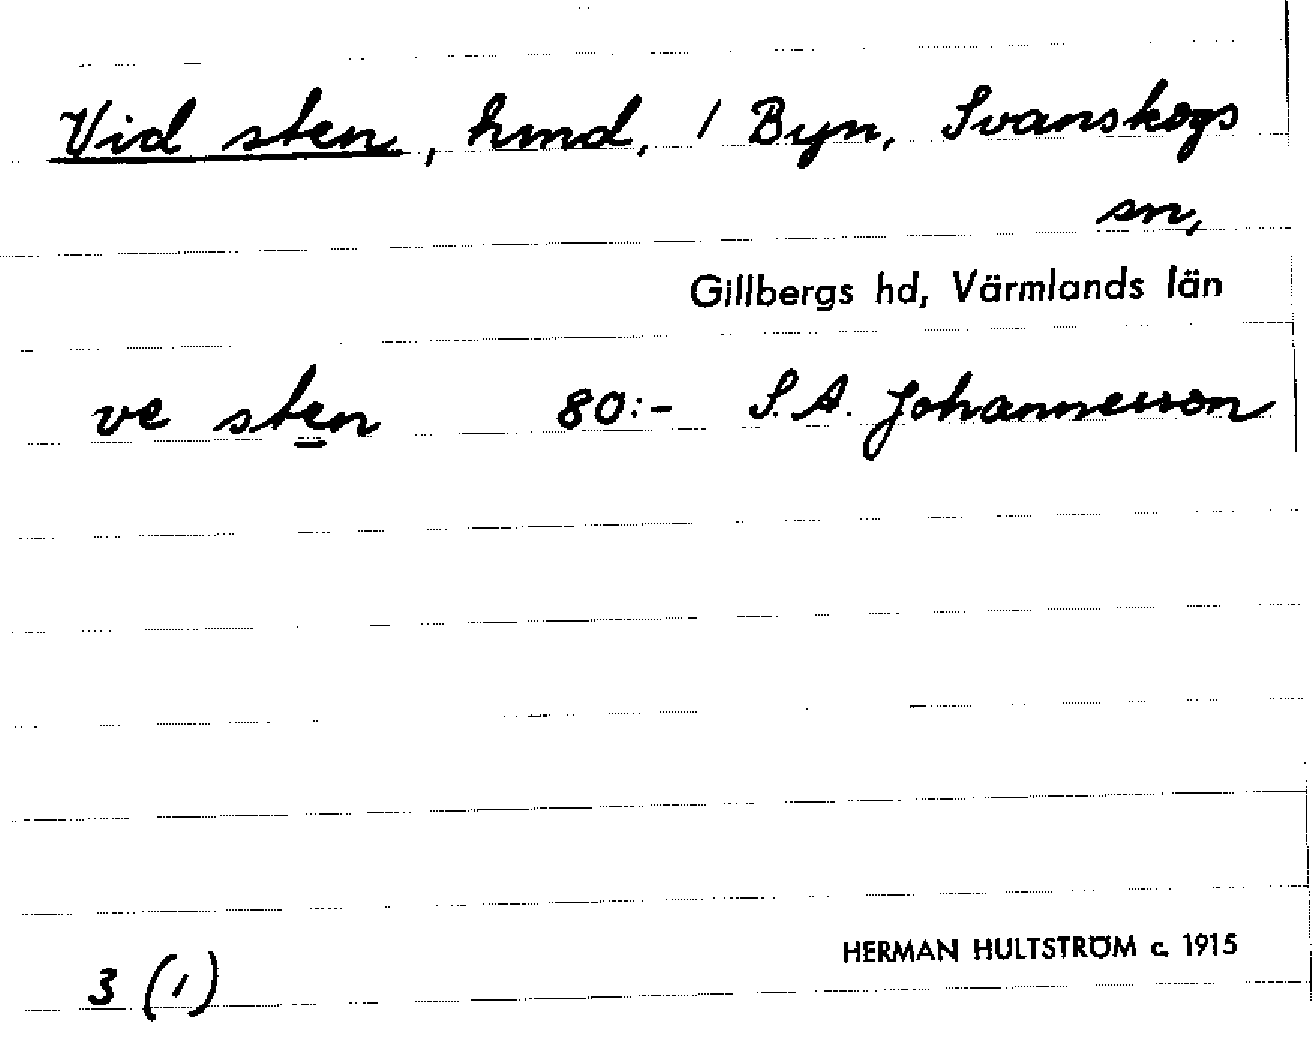 Vid sten, hmd, / Byn, Svanskogs
sn,
Gillbergs hd, Värmlands län
ve sten 80:- S.A. Johannesson
HERMAN HULTSTRÖM c. 1915
3 (1)